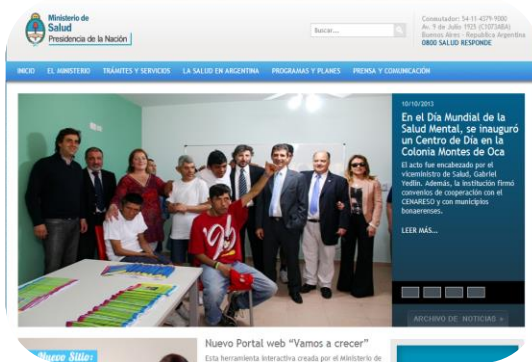 Ministerio de
Salud
Presidencia de la Nación
Buscar...
Conmutador: 54-11-4379-9000
Av. 9 de Julio 1925 (C1073ABA)
Buenos Aires - República Argentina
0800 SALUD RESPONDE
INICIO EL MINISTERIO TRÁMITES Y SERVICIOS LA SALUD EN ARGENTINA PROGRAMAS Y PLANES PRENSA Y COMUNICACIÓN
10/10/2013
En el Día Mundial de la
Salud Mental, se inauguró
un Centro de Día en la
Colonia Montes de Oca
El acto fue encabezado por el
viceministro de Salud, Gabriel
Yedlin. Además, la institución firmó
convenios de cooperación con el
CENARESO y con municipios
bonaerenses.
LEER MÁS...
ARCHIVO DE NOTICIAS »
Nuevo Sitio:
Nuevo Portal web “Vamos a crecer”
Esta herramienta interactiva creada por el Ministerio de